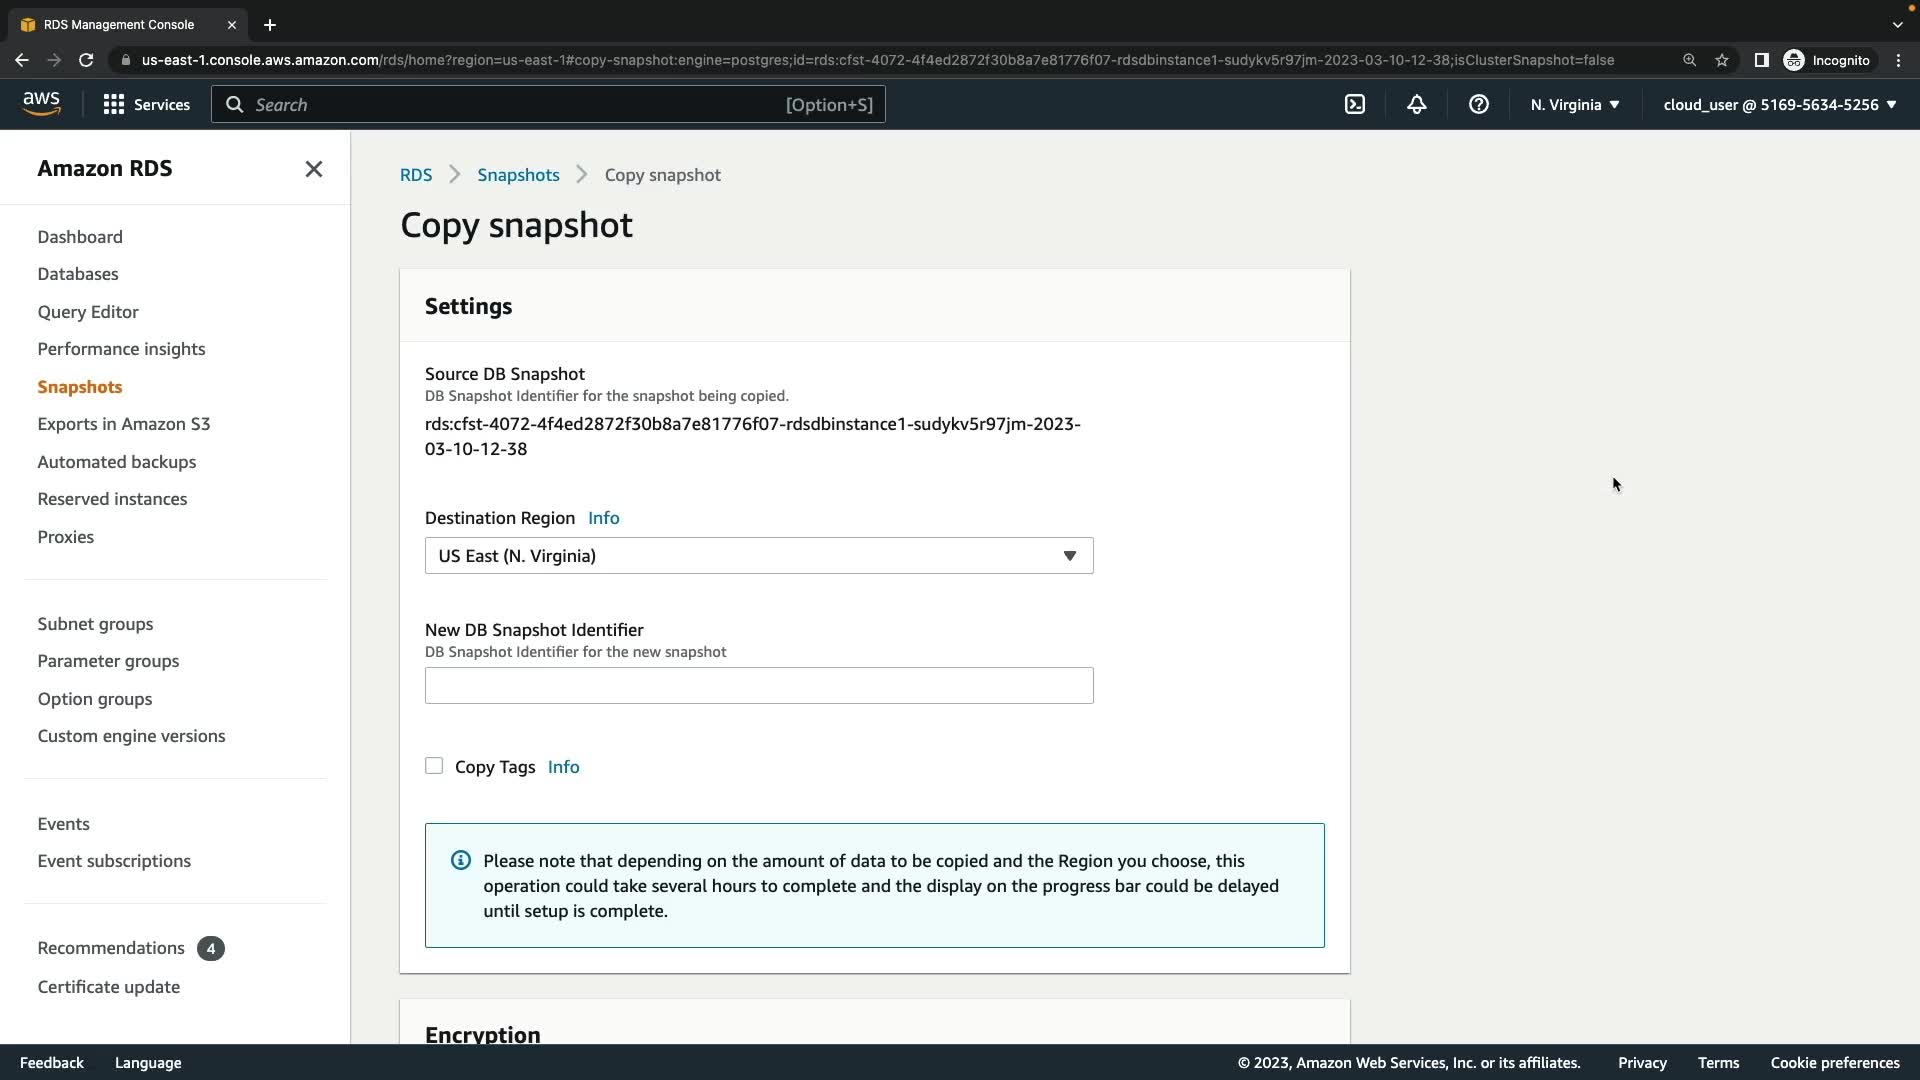 RDS Management Console
us-east-1.console.aws.amazon.com/rds/home?region=us-east-1#copy-snapshot:engine=postgres;id=rds:cfst-4072-4f4ed2872f30b8a7e81776f07-rdsdbinstance1-sudykv5r97jm-2023-03-10-12-38;isClusterSnapshot=false
Incognito
aws
Services
Search
[Option+S]
N. Virginia
cloud_user @ 5169-5634-5256
Amazon RDS
Dashboard
Databases
Query Editor
Performance insights
Snapshots
Exports in Amazon S3
Automated backups
Reserved instances
Proxies
Subnet groups
Parameter groups
Option groups
Custom engine versions
Events
Event subscriptions
Recommendations 4
Certificate update
RDS > Snapshots > Copy snapshot
Copy snapshot
Settings
Source DB Snapshot
DB Snapshot Identifier for the snapshot being copied.
rds:cfst-4072-4f4ed2872f30b8a7e81776f07-rdsdbinstance1-sudykv5r97jm-2023-
03-10-12-38
Destination Region Info
US East (N. Virginia)
New DB Snapshot Identifier
DB Snapshot Identifier for the new snapshot
Copy Tags Info
Please note that depending on the amount of data to be copied and the Region you choose, this
operation could take several hours to complete and the display on the progress bar could be delayed
until setup is complete.
Encryption
Feedback
Language
© 2023, Amazon Web Services, Inc. or its affiliates.
Privacy
Terms
Cookie preferences